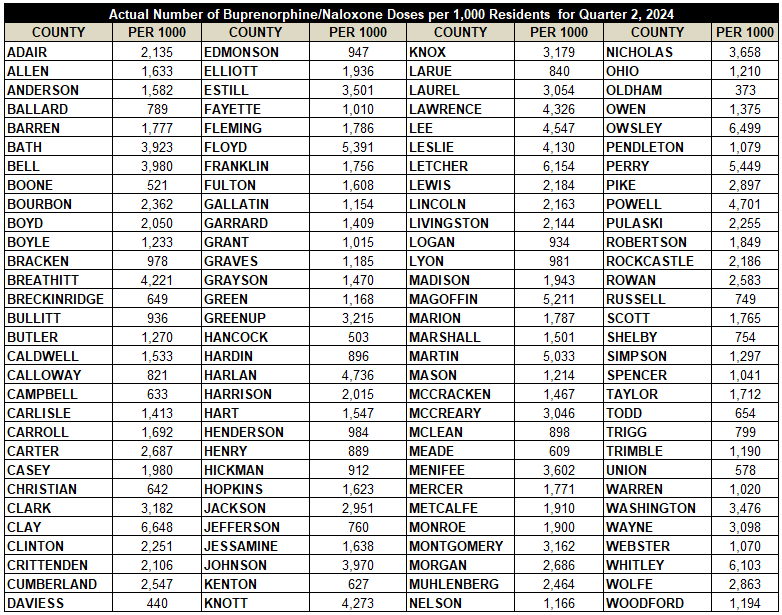 Actual Number of Buprenorphine/Naloxone Doses per 1,000 Residents for Quarter 2, 2024
COUNTY PER 1000 COUNTY PER 1000 COUNTY PER 1000 COUNTY PER 1000
ADAIR 2,135 EDMONSON 947 KNOX 3,179 NICHOLAS 3,658
ALLEN 1,633 ELLIOTT 1,936 LARUE 840 OHIO 1,210
ANDERSON 1,582 ESTILL 3,501 LAUREL 3,054 OLDHAM 373
BALLARD 789 FAYETTE 1,010 LAWRENCE 4,326 OWEN 1,375
BARREN 1,777 FLEMING 1,786 LEE 4,547 OWSLEY 6,499
BATH 3,923 FLOYD 5,391 LESLIE 4,130 PENDLETON 1,079
BELL 3,980 FRANKLIN 1,756 LETCHER 6,154 PERRY 5,449
BOONE 521 FULTON 1,608 LEWIS 2,184 PIKE 2,897
BOURBON 2,362 GALLATIN 1,154 LINCOLN 2,163 POWELL 4,701
BOYD 2,050 GARRARD 1,409 LIVINGSTON 2,144 PULASKI 2,255
BOYLE 1,233 GRANT 1,015 LOGAN 934 ROBERTSON 1,849
BRACKEN 978 GRAVES 1,185 LYON 981 ROCKCASTLE 2,186
BREATHITT 4,221 GRAYSON 1,470 MADISON 1,943 ROWAN 2,583
BRECKINRIDGE 649 GREEN 1,168 MAGOFFIN 5,211 RUSSELL 749
BULLITT 936 GREENUP 3,215 MARION 1,787 SCOTT 1,765
BUTLER 1,270 HANCOCK 503 MARSHALL 1,501 SHELBY 754
CALDWELL 1,533 HARDIN 896 MARTIN 5,033 SIMPSON 1,297
CALLOWAY 821 HARLAN 4,736 MASON 1,214 SPENCER 1,041
CAMPBELL 633 HARRISON 2,015 MCCRACKEN 1,467 TAYLOR 1,712
CARLISLE 1,413 HART 1,547 MCCREARY 3,046 TODD 654
CARROLL 1,692 HENDERSON 984 MCLEAN 898 TRIGG 799
CARTER 2,687 HENRY 889 MEADE 609 TRIMBLE 1,190
CASEY 1,980 HICKMAN 912 MENIFEE 3,602 UNION 578
CHRISTIAN 642 HOPKINS 1,623 MERCER 1,771 WARREN 1,020
CLARK 3,182 JACKSON 2,951 METCALFE 1,910 WASHINGTON 3,476
CLAY 6,648 JEFFERSON 760 MONROE 1,900 WAYNE 3,098
CLINTON 2,251 JESSAMINE 1,638 MONTGOMERY 3,162 WEBSTER 1,070
CRITTENDEN 2,106 JOHNSON 3,970 MORGAN 2,686 WHITLEY 6,103
CUMBERLAND 2,547 KENTON 627 MUHLENBERG 2,464 WOLFE 2,863
DAVIESS 440 KNOTT 4,273 NELSON 1,166 WOODFORD 1,194